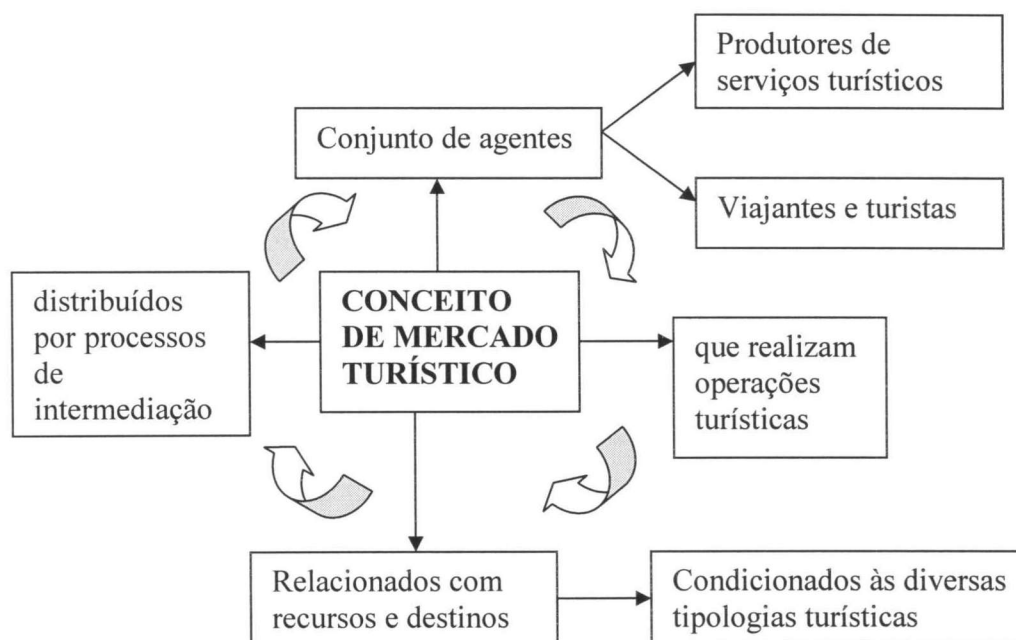 Produtores de
serviços turísticos
Conjunto de agentes
Viajantes e turistas
distribuídos
por processos
de
intermediação
CONCEITO
DE MERCADO
TURÍSTICO
que realizam
operações
turísticas
Relacionados com
recursos e destinos
Condicionados às diversas
tipologias turísticas